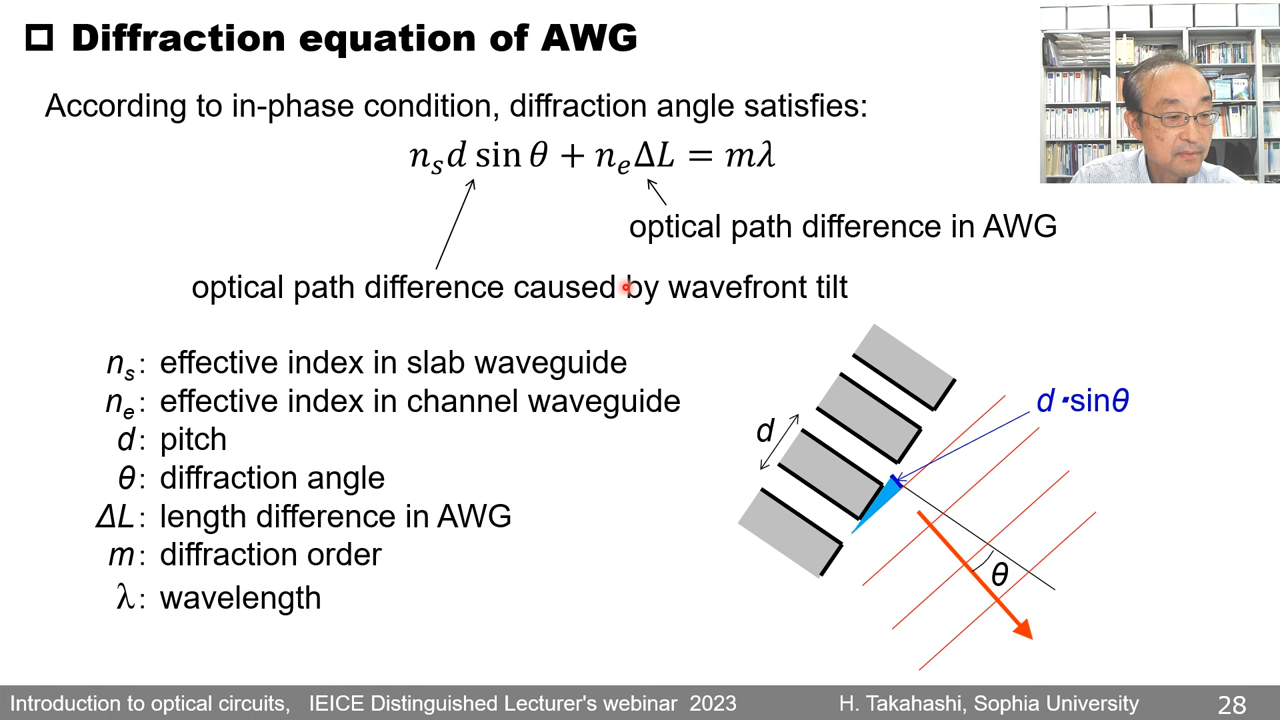 Diffraction equation of AWG
According to in-phase condition, diffraction angle satisfies:
n_s d sin θ + n_e ΔL = mλ
optical path difference in AWG
optical path difference caused by wavefront tilt
n_s: effective index in slab waveguide
n_e: effective index in channel waveguide
d: pitch
θ: diffraction angle
ΔL: length difference in AWG
m: diffraction order
λ: wavelength
d
d・sinθ
θ
Introduction to optical circuits, IEICE Distinguished Lecturer's webinar 2023 H. Takahashi, Sophia University 28